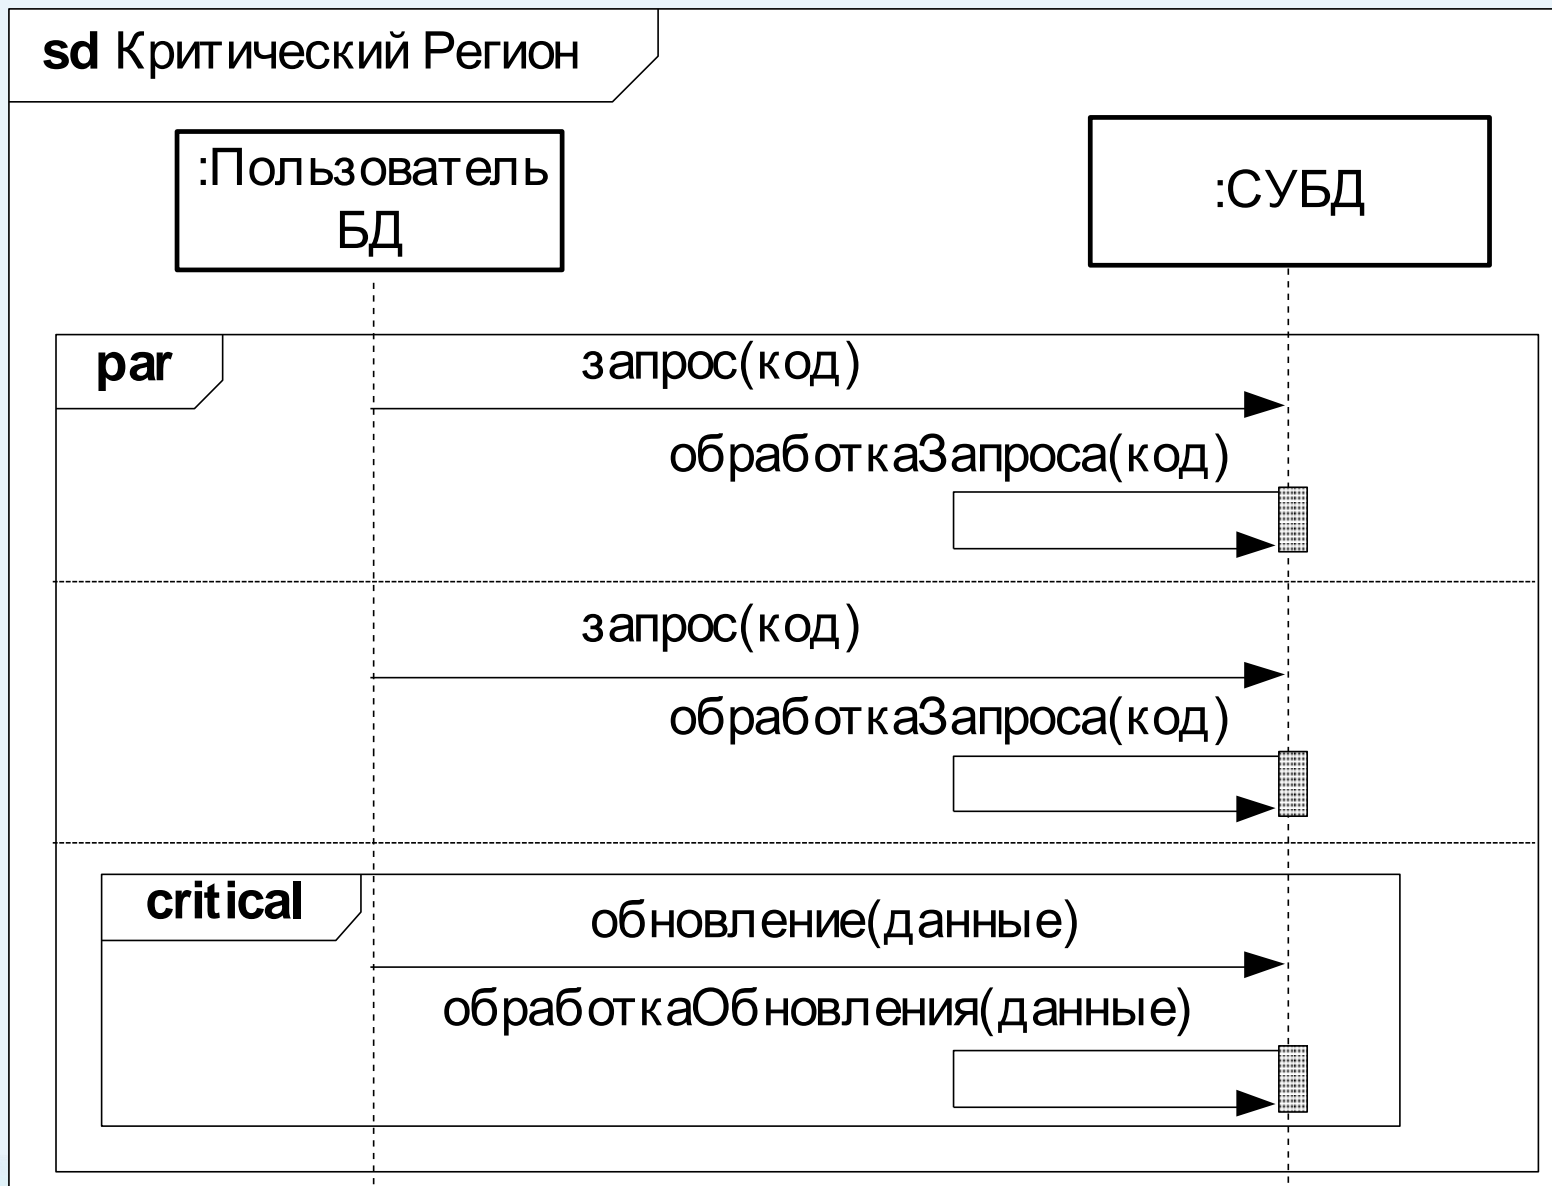 sd Критический Регион
:Пользователь
БД
:СУБД
par
запрос(код)
обработкаЗапроса(код)
запрос(код)
обработкаЗапроса(код)
critical
обновление(данные)
обработкаОбновления(данные)